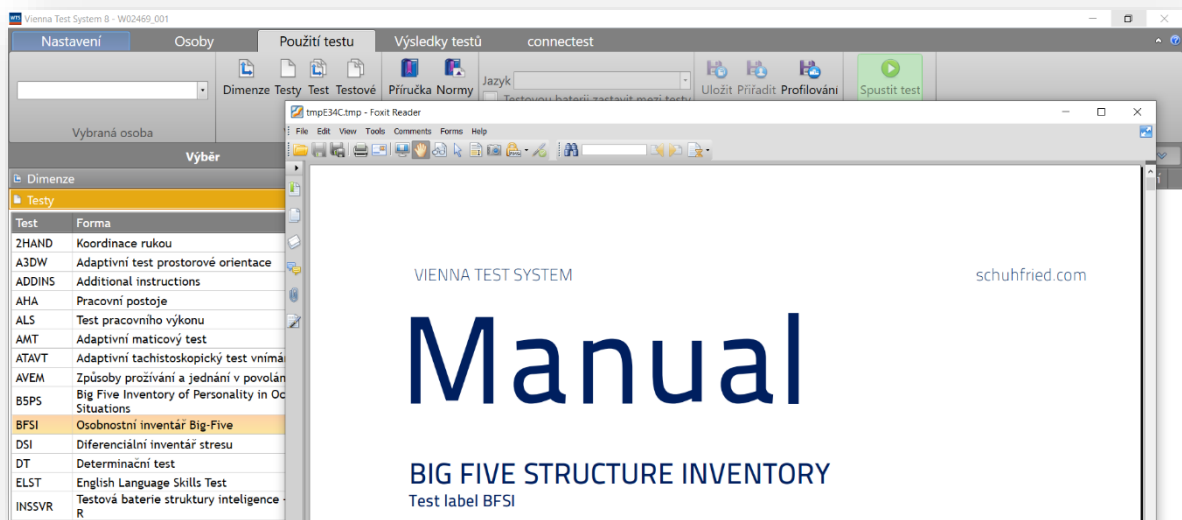 Vienna Test System 8 - W02469_001
Nastavení Osoby Použití testu Výsledky testů connectest
Dimenze Testy Test Testové Příručka Normy
Jazyk
Testovou baterii zastavit mezi testy
Uložit Přiřadit Profilování
Spustit test
Vybraná osoba
Výběr
Dimenze
Testy
Test Forma
2HAND Koordinace rukou
A3DW Adaptivní test prostorové orientace
ADDINS Additional instructions
AHA Pracovní postoje
ALS Test pracovního výkonu
AMT Adaptivní maticový test
ATAVT Adaptivní tachistoskopický test vnímá
AVEM Způsoby prožívání a jednání v povolán
B5PS Big Five Inventory of Personality in Oc
Situations
BFSI Osobnostní inventář Big-Five
DSI Diferenciální inventář stresu
DT Determinační test
ELST English Language Skills Test
INSSVR Testová baterie struktury inteligence -
R
tmpE34C.tmp - Foxit Reader
File Edit View Tools Comments Forms Help
VIENNA TEST SYSTEM
schuhfried.com
Manual
BIG FIVE STRUCTURE INVENTORY
Test label BFSI